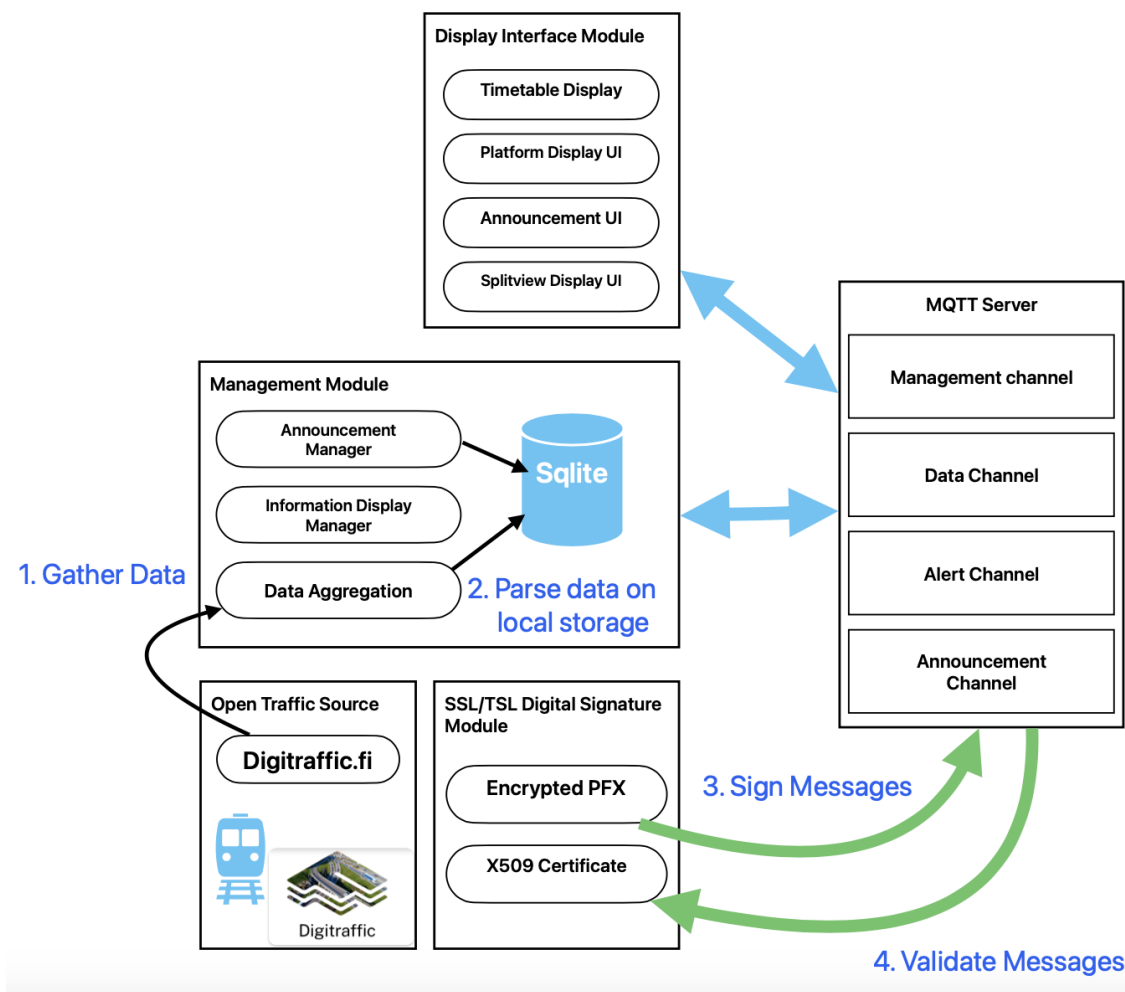 Display Interface Module
Timetable Display
Platform Display UI
Announcement UI
Splitview Display UI
MQTT Server
Management channel
Data Channel
Alert Channel
Announcement
Channel
Management Module
Announcement
Manager
Information Display
Manager
Data Aggregation
Sqlite
1. Gather Data
2. Parse data on
local storage
Open Traffic Source
Digitraffic.fi
Digitraffic
SSL/TSL Digital Signature
Module
Encrypted PFX
X509 Certificate
3. Sign Messages
4. Validate Messages